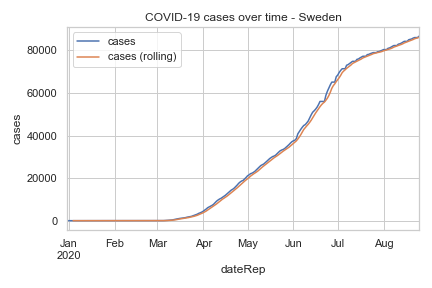 COVID-19 cases over time - Sweden
cases
cases (rolling)
80000
60000
40000
20000
0
cases
Jan Feb Mar Apr May Jun Jul Aug
2020
dateRep